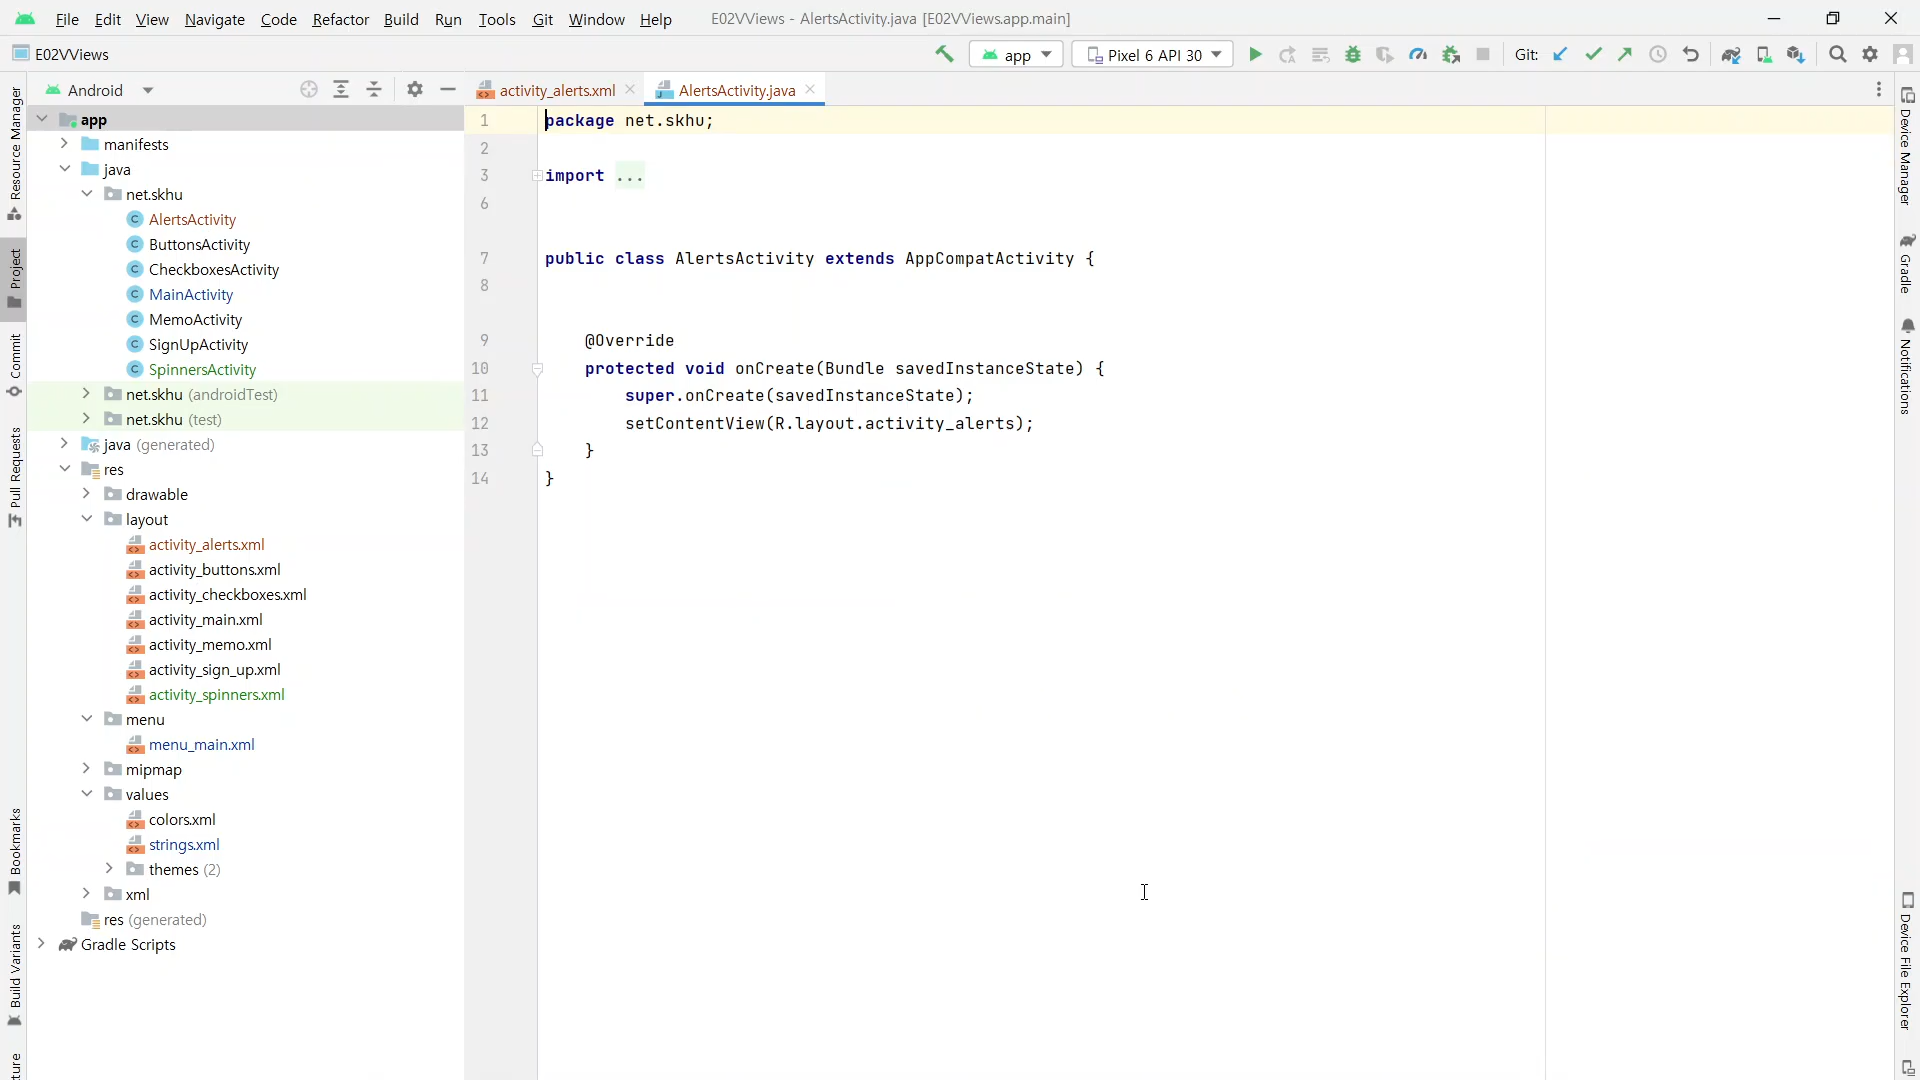 File Edit View Navigate Code Refactor Build Run Tools Git Window Help E02VViews - AlertsActivity.java [E02VViews.app.main]
E02VViews app Pixel 6 API 30 Git:
Android
activity_alerts.xml AlertsActivity.java
app
manifests
java
net.skhu
AlertsActivity
ButtonsActivity
CheckboxesActivity
MainActivity
MemoActivity
SignUpActivity
SpinnersActivity
net.skhu (androidTest)
net.skhu (test)
java (generated)
res
drawable
layout
activity_alerts.xml
activity_buttons.xml
activity_checkboxes.xml
activity_main.xml
activity_memo.xml
activity_sign_up.xml
activity_spinners.xml
menu
menu_main.xml
mipmap
values
colors.xml
strings.xml
themes (2)
xml
res (generated)
Gradle Scripts
1 package net.skhu;
2
3 import ...
6
7 public class AlertsActivity extends AppCompatActivity {
8
9 @Override
10 protected void onCreate(Bundle savedInstanceState) {
11 super.onCreate(savedInstanceState);
12 setContentView(R.layout.activity_alerts);
13 }
14 }
Resource Manager
Project
Commit
Pull Requests
Bookmarks
Build Variants
Device Manager
Gradle
Notifications
Device File Explorer